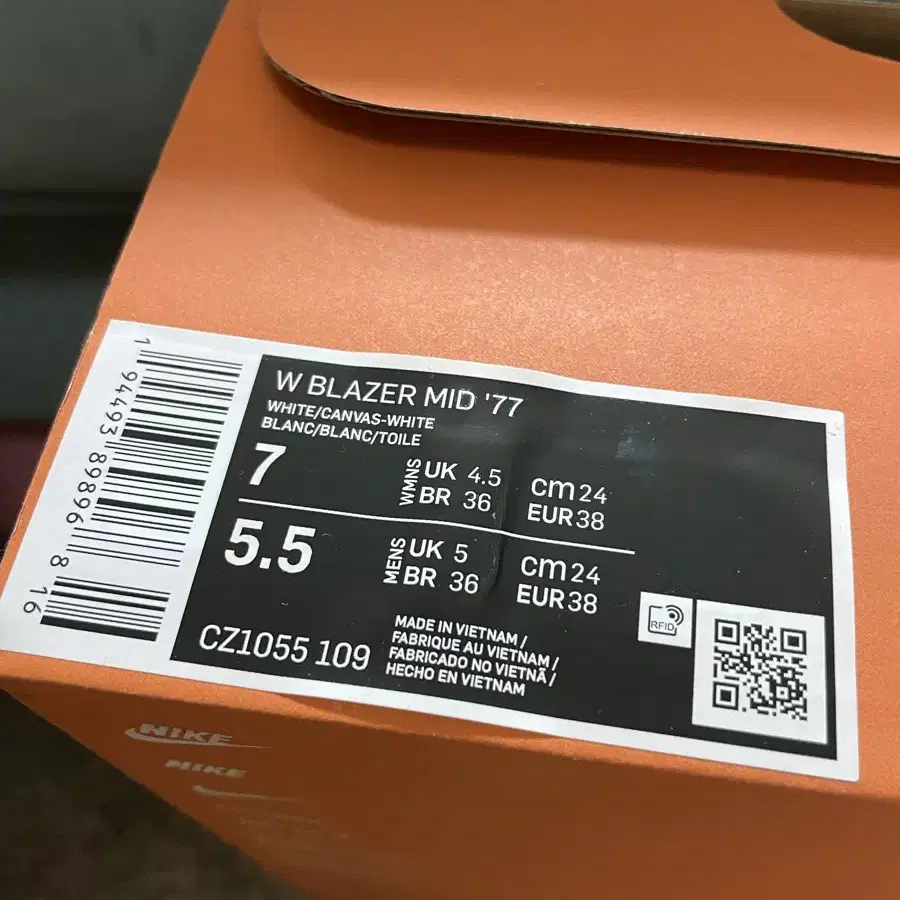 W BLAZER MID '77
WHITE/CANVAS-WHITE
BLANC/BLANC/TOILE
7
WMNS
UK 4.5
BR 36
cm 24
EUR 38
5.5
MENS
UK 5
BR 36
cm 24
EUR 38
CZ1055 109
MADE IN VIETNAM /
FABRIQUE AU VIETNAM /
FABRICADO NO VIETNÃ /
HECHO EN VIETNAM
RFID
1 94493 89896 8 16
NIKE
NIKE